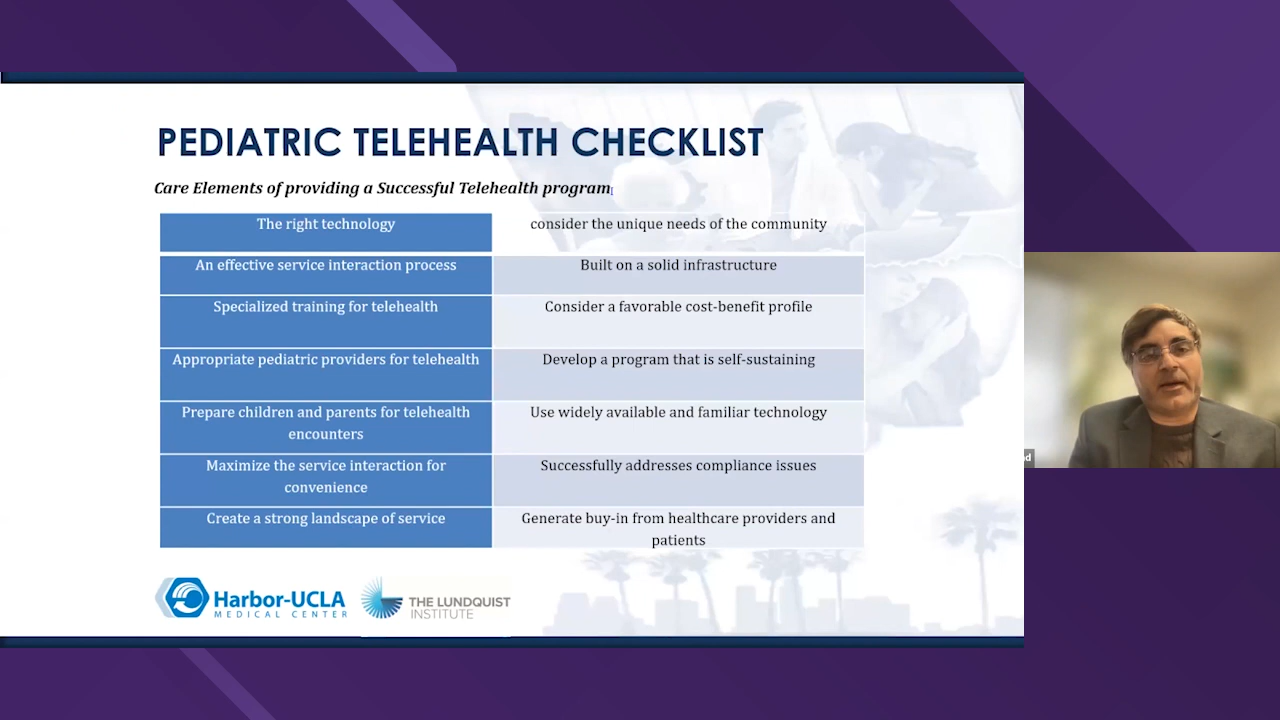 PEDIATRIC TELEHEALTH CHECKLIST
Care Elements of providing a Successful Telehealth program
The right technology
consider the unique needs of the community
An effective service interaction process
Built on a solid infrastructure
Specialized training for telehealth
Consider a favorable cost-benefit profile
Appropriate pediatric providers for telehealth
Develop a program that is self-sustaining
Prepare children and parents for telehealth
encounters
Use widely available and familiar technology
Maximize the service interaction for
convenience
Successfully addresses compliance issues
Create a strong landscape of service
Generate buy-in from healthcare providers and
patients
Harbor-UCLA
MEDICAL CENTER
THE LUNDQUIST
INSTITUTE